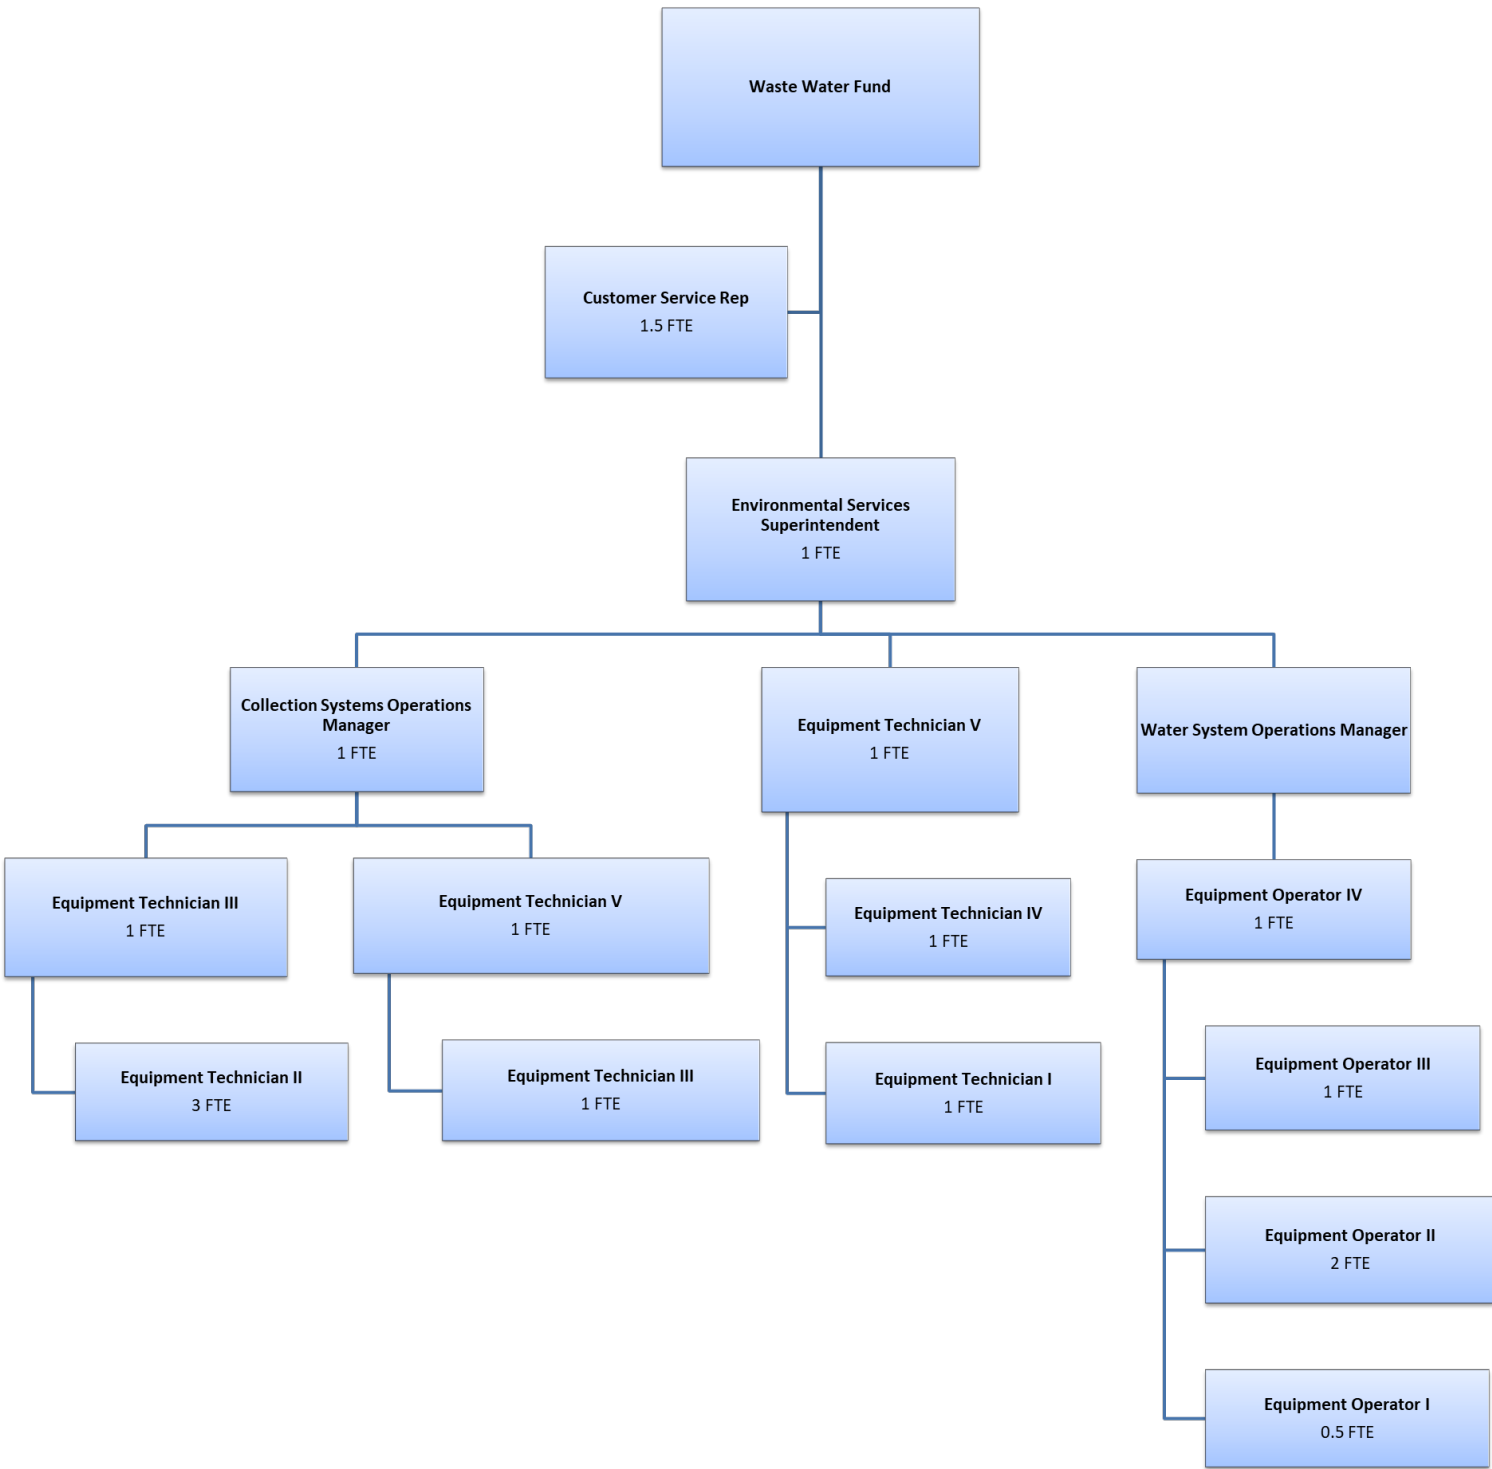 Waste Water Fund
Customer Service Rep
1.5 FTE
Environmental Services
Superintendent
1 FTE
Collection Systems Operations
Manager
1 FTE
Equipment Technician V
1 FTE
Water System Operations Manager
Equipment Technician III
1 FTE
Equipment Technician V
1 FTE
Equipment Technician IV
1 FTE
Equipment Operator IV
1 FTE
Equipment Technician II
3 FTE
Equipment Technician III
1 FTE
Equipment Technician I
1 FTE
Equipment Operator III
1 FTE
Equipment Operator II
2 FTE
Equipment Operator I
0.5 FTE